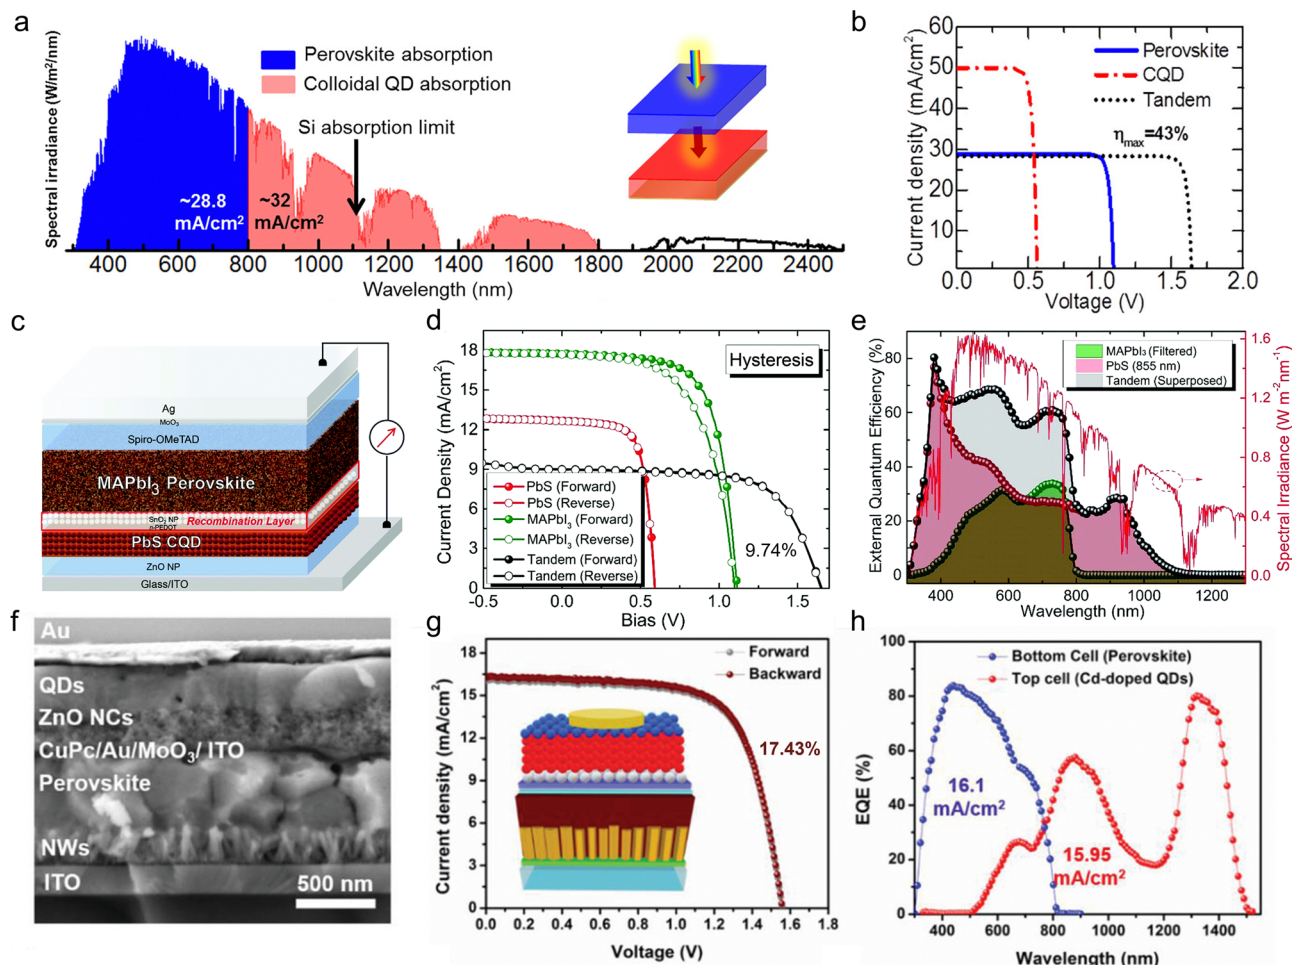 a
Spectral irradiance (W/m²/nm)
Perovskite absorption
Colloidal QD absorption
Si absorption limit
~28.8
mA/cm²
~32
mA/cm²
400 600 800 1000 1200 1400 1600 1800 2000 2200 2400
Wavelength (nm)
b
Current density (mA/cm²)
60
50
40
30
20
10
Perovskite
CQD
Tandem
ηmax=43%
0.0 0.5 1.0 1.5 2.0
Voltage (V)
c
Ag
MoO₃
Spiro-OMeTAD
MAPbI₃ Perovskite
SnO₂ NP
Recombination Layer
n-PEDOT
PbS CQD
ZnO NP
Glass/ITO
d
Current Density (mA/cm²)
18
15
12
9
6
3
0
Hysteresis
PbS (Forward)
PbS (Reverse)
MAPbI₃ (Forward)
MAPbI₃ (Reverse)
Tandem (Forward)
Tandem (Reverse)
9.74%
-0.5 0.0 0.5 1.0 1.5
Bias (V)
e
External Quantum Efficiency (%)
80
60
40
20
0
MAPbI₃ (Filtered)
PbS (855 nm)
Tandem (Superposed)
1.6
1.2
0.8
0.4
0.0
Spectral Irradiance (W m⁻² nm⁻¹)
400 600 800 1000 1200
Wavelength (nm)
f
Au
QDs
ZnO NCs
CuPc/Au/MoO₃/ ITO
Perovskite
NWs
ITO
500 nm
g
Current density (mA/cm²)
18
15
12
9
6
3
0
Forward
Backward
17.43%
0.0 0.2 0.4 0.6 0.8 1.0 1.2 1.4 1.6 1.8
Voltage (V)
h
EQE (%)
100
80
60
40
20
0
Bottom Cell (Perovskite)
Top cell (Cd-doped QDs)
16.1
mA/cm²
15.95
mA/cm²
400 600 800 1000 1200 1400
Wavelength (nm)